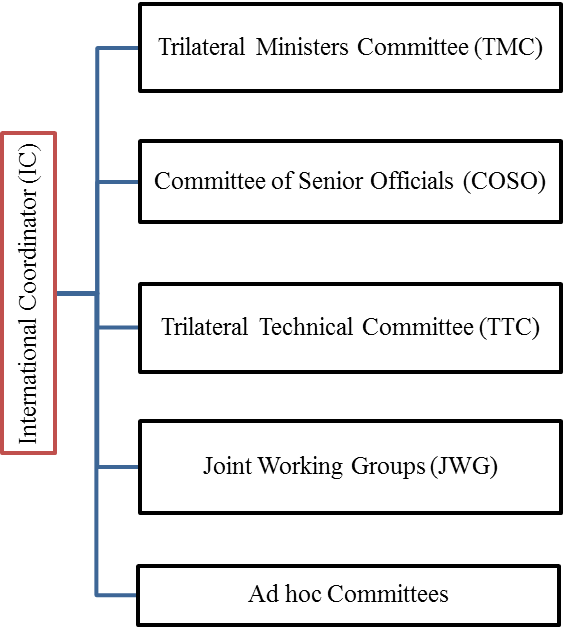 International Coordinator (IC)
Trilateral Ministers Committee (TMC)
Committee of Senior Officials (COSO)
Trilateral Technical Committee (TTC)
Joint Working Groups (JWG)
Ad hoc Committees